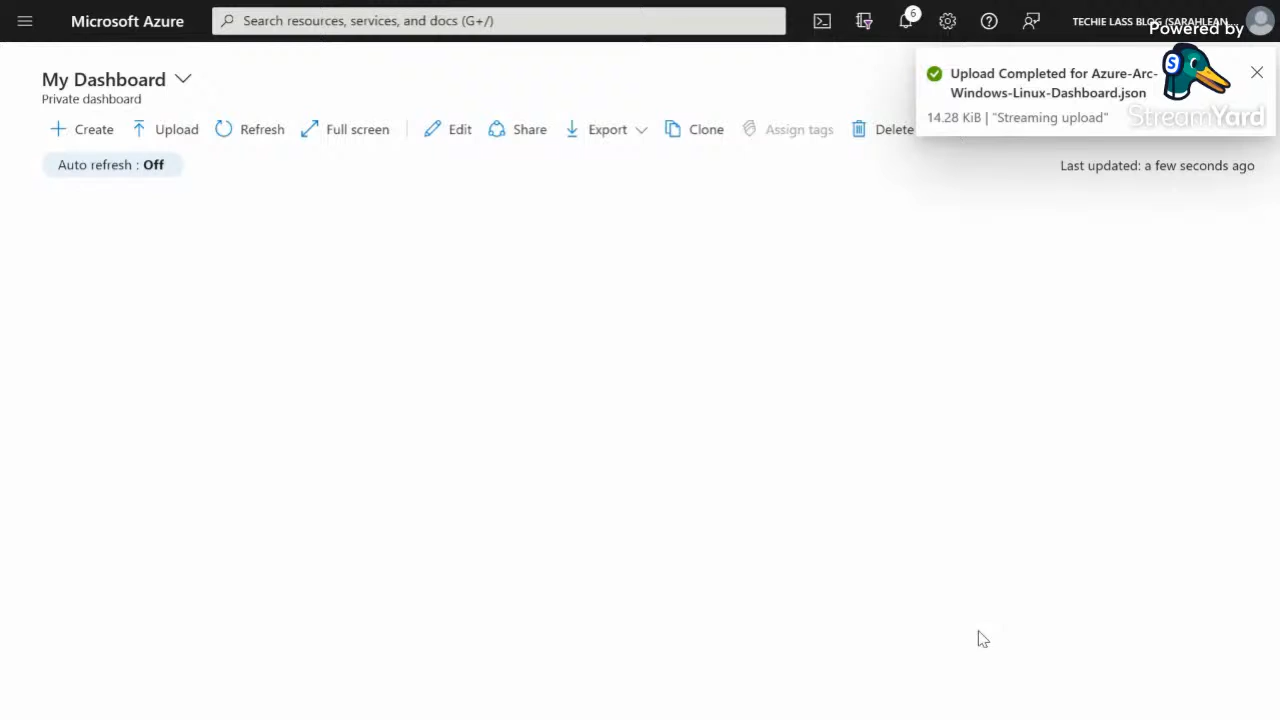 Microsoft Azure
Search resources, services, and docs (G+/)
6
TECHIE LASS BLOG (SARAHLEAN...
Powered by
StreamYard
My Dashboard
Private dashboard
Upload Completed for Azure-Arc-
Windows-Linux-Dashboard.json
14.28 KiB | "Streaming upload"
Create
Upload
Refresh
Full screen
Edit
Share
Export
Clone
Assign tags
Delete
Auto refresh : Off
Last updated: a few seconds ago